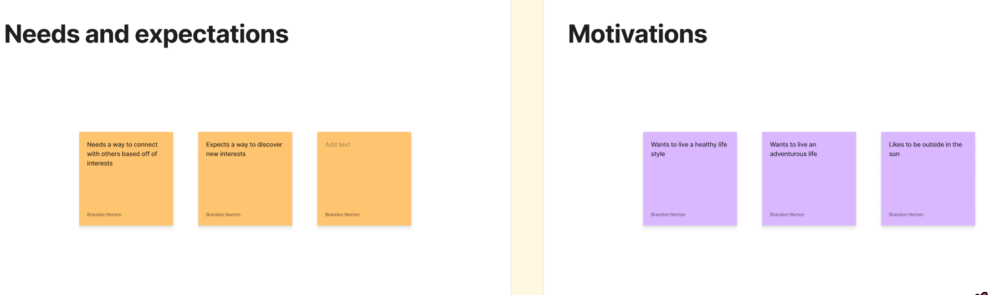 Needs and expectations
Needs a way to connect
with others based off of
interests
Brandon Norton
Expects a way to discover
new interests
Brandon Norton
Add text
Brandon Norton
Motivations
Wants to live a healthy life
style
Brandon Norton
Wants to live an
adventurous life
Brandon Norton
Likes to be outside in the
sun
Brandon Norton